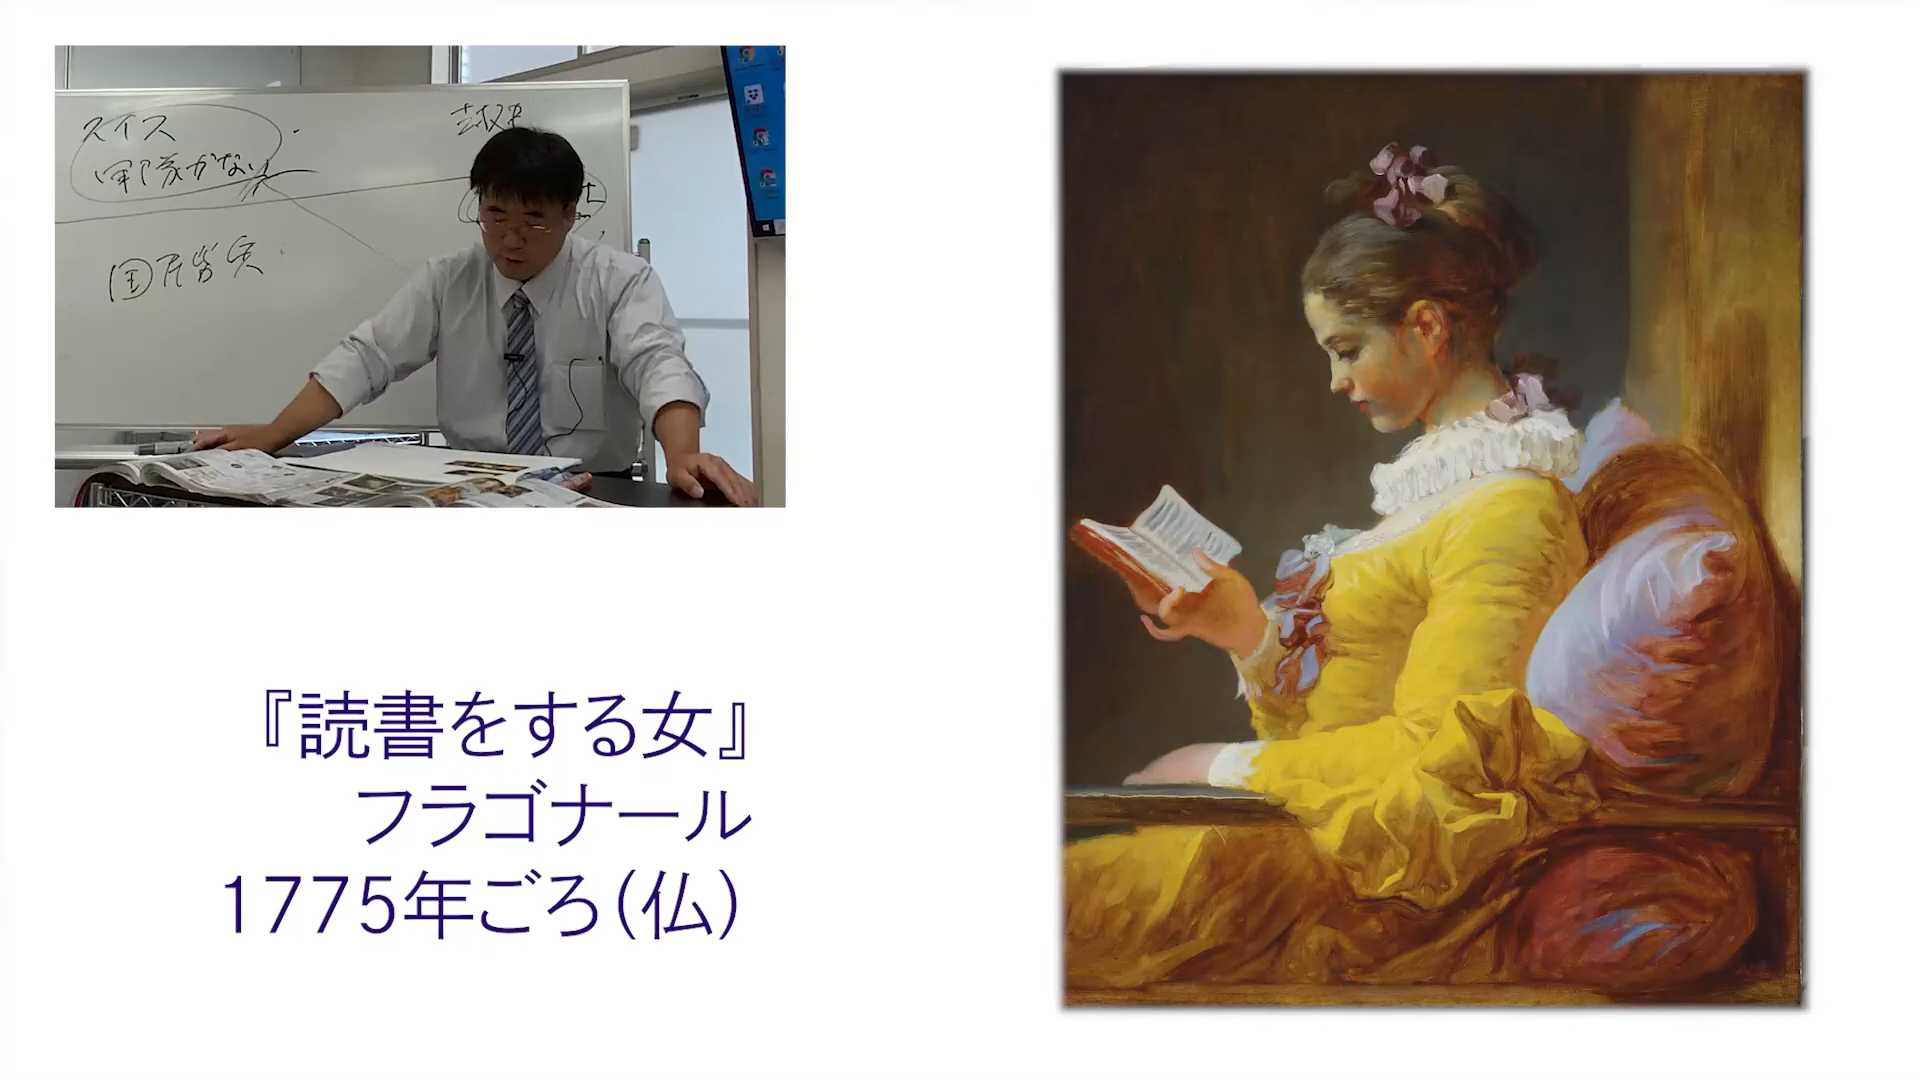 スイス
軍隊がない
国民皆兵
『読書をする女』
フラゴナール
1775年ごろ(仏)